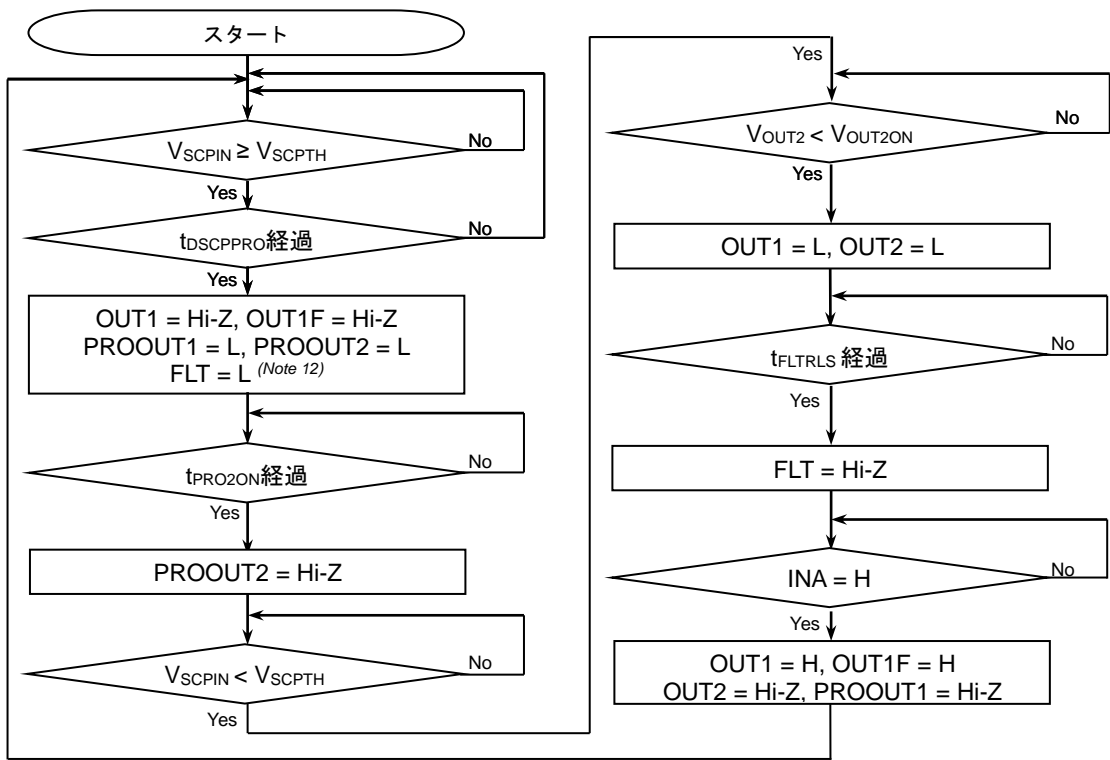 スタート
VSCPIN ≥ VSCPTH
No
Yes
tDSCPPRO経過
No
Yes
OUT1 = Hi-Z, OUT1F = Hi-Z
PROOUT1 = L, PROOUT2 = L
FLT = L (Note 12)
tPRO2ON経過
No
Yes
PROOUT2 = Hi-Z
VSCPIN < VSCPTH
No
Yes
Yes
VOUT2 < VOUT2ON
No
Yes
OUT1 = L, OUT2 = L
tFLTRLS 経過
No
Yes
FLT = Hi-Z
INA = H
No
Yes
OUT1 = H, OUT1F = H
OUT2 = Hi-Z, PROOUT1 = Hi-Z